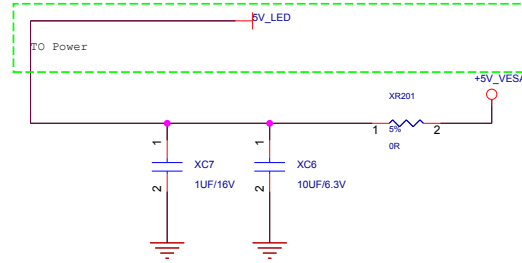 5V_LED
TO Power
+5V_VESA
XR201
1 5% 2
0R
1 XC7 1 XC6
2 1UF/16V 2 10UF/6.3V